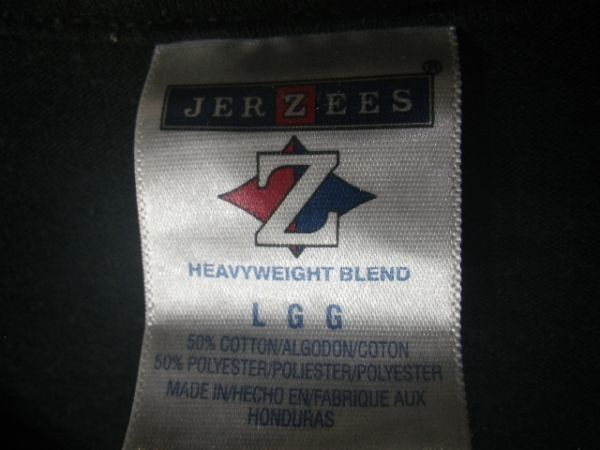 JERZEES®
Z
HEAVYWEIGHT BLEND
L G G
50% COTTON/ALGODON/COTON
50% POLYESTER/POLIESTER/POLYESTER
MADE IN/HECHO EN/FABRIQUE AUX
HONDURAS